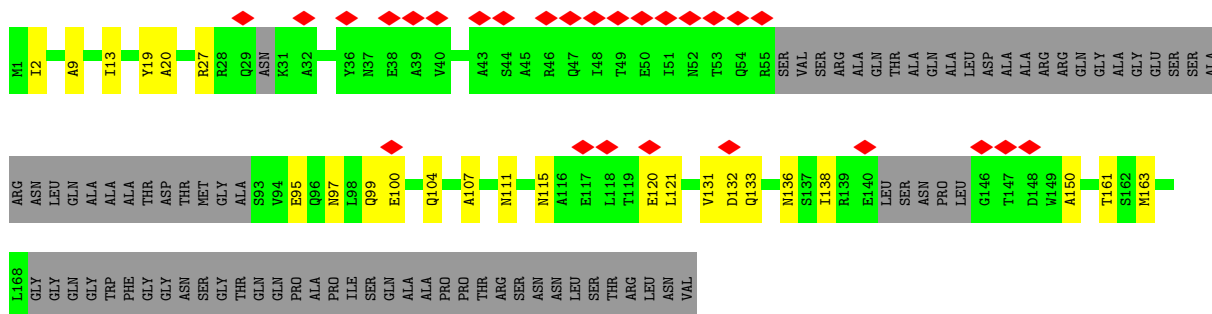 M1 I2 A9 I13 Y19 A20 R27 R28 Q29 ASN K31 A32 Y36 N37 E38 A39 V40 A43 S44 A45 R46 Q47 I48 T49 E50 I51 N52 T53 Q54 R55 SER VAL SER ARG ALA GLN THR ALA GLN ALA LEU ASP ALA ALA ARG ARG GLN GLY ALA GLY GLU SER SER ALA
ARG ASN LEU GLN ALA ALA ALA THR ASP THR MET GLY ALA S93 V94 E95 Q96 N97 L98 Q99 E100 Q104 A107 N111 N115 A116 E117 L118 T119 E120 L121 V131 D132 Q133 N136 S137 I138 R139 E140 LEU SER ASN PRO LEU G146 T147 D148 W149 A150 T161 S162 M163
L168 GLY GLY GLN GLY TRP PHE GLY GLY ASN SER GLY THR GLN GLN PRO ALA PRO ILE SER GLN ALA ALA PRO PRO THR ARG SER ASN ASN LEU SER THR ARG LEU ASN VAL